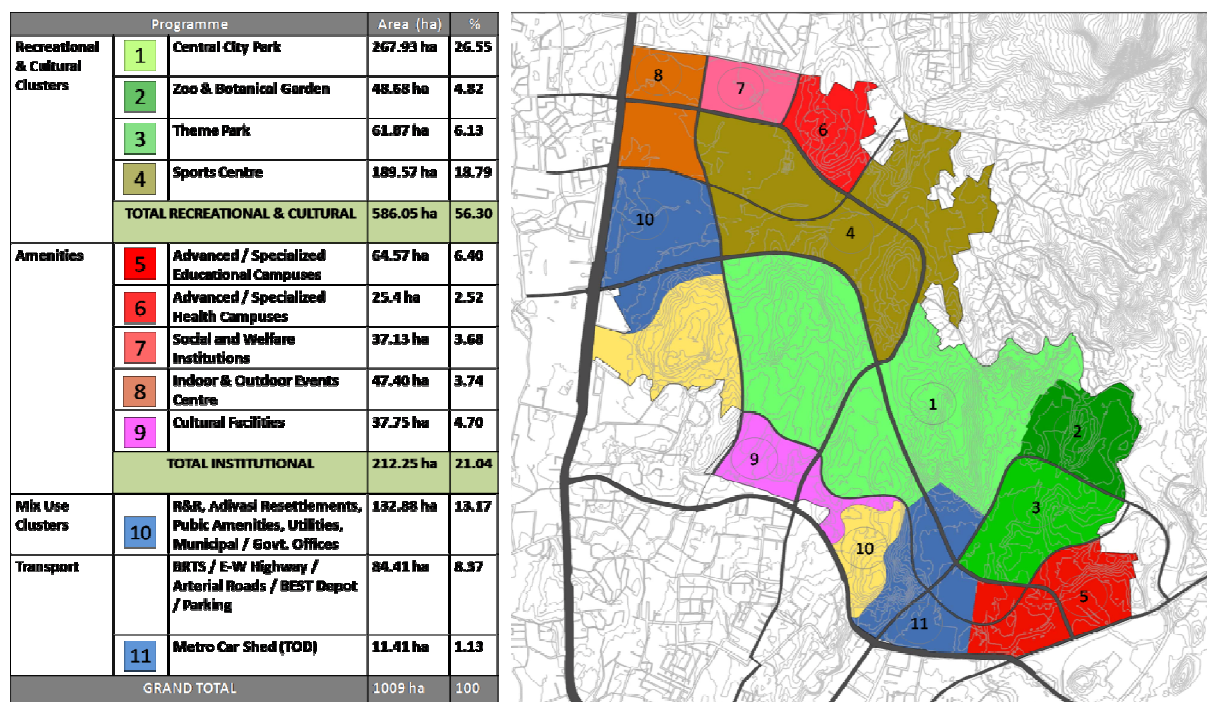 Programme Area (ha) %
Recreational 1 Central City Park 267.93 ha 26.55
& Cultural
Clusters
2 Zoo & Botanical Garden 48.68 ha 4.82
3 Theme Park 61.87 ha 6.13
4 Sports Centre 189.57 ha 18.79
TOTAL RECREATIONAL & CULTURAL 586.05 ha 56.30
Amenities 5 Advanced / Specialized 64.57 ha 6.40
Educational Campuses
6 Advanced / Specialized 25.4 ha 2.52
Health Campuses
7 Social and Welfare 37.13 ha 3.68
Institutions
8 Indoor & Outdoor Events 47.40 ha 3.74
Centre
9 Cultural Facilities 37.75 ha 4.70
TOTAL INSTITUTIONAL 212.25 ha 21.04
Mix Use R&R, Adivasi Resettlements, 132.88 ha 13.17
Clusters 10 Pubic Amenities, Utilities,
Municipal / Govt. Offices
Transport BRTS / E-W Highway / 84.41 ha 8.37
Arterial Roads / BEST Depot
/ Parking
11 Metro Car Shed (TOD) 11.41 ha 1.13
GRAND TOTAL 1009 ha 100
8
7
6
10
4
1
2
9
3
10
5
11